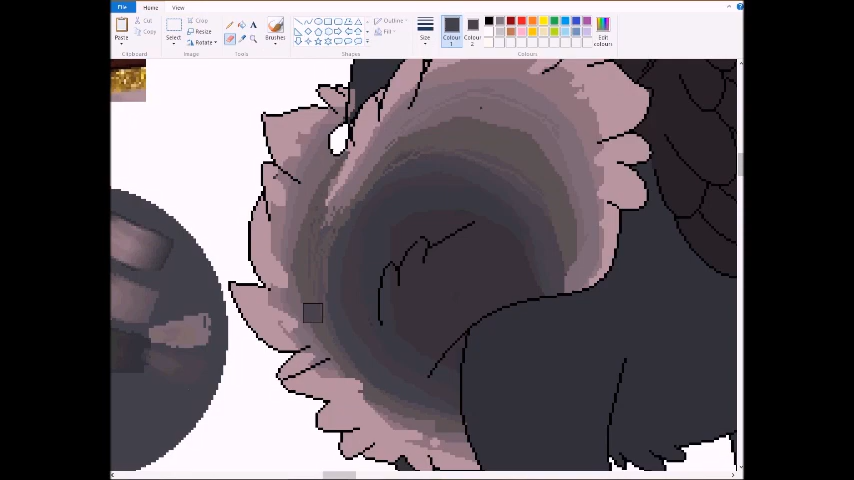 File Home View
Cut
Copy
Paste
Clipboard
Select
Crop
Resize
Rotate
Image
Tools
Brushes
Shapes
Outline
Fill
Size
Colour 1
Colour 2
Edit colours
Colours